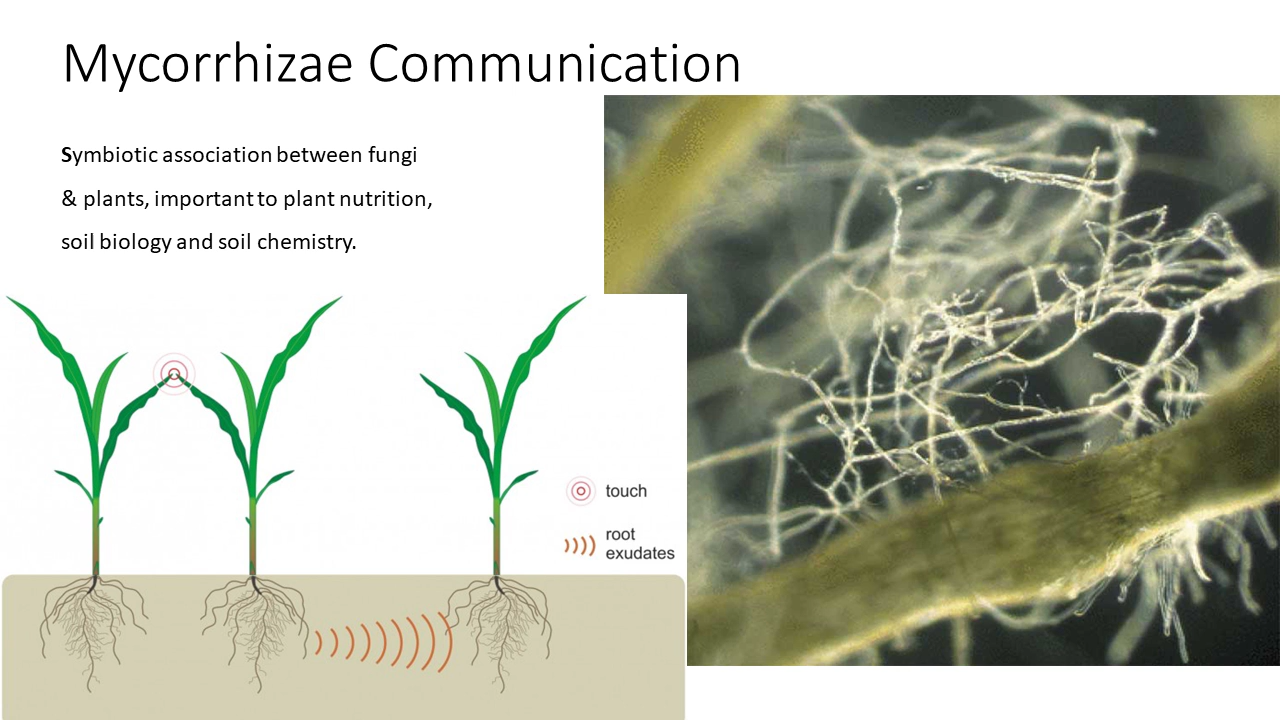 Mycorrhizae Communication
Symbiotic association between fungi
& plants, important to plant nutrition,
soil biology and soil chemistry.
touch
root
exudates